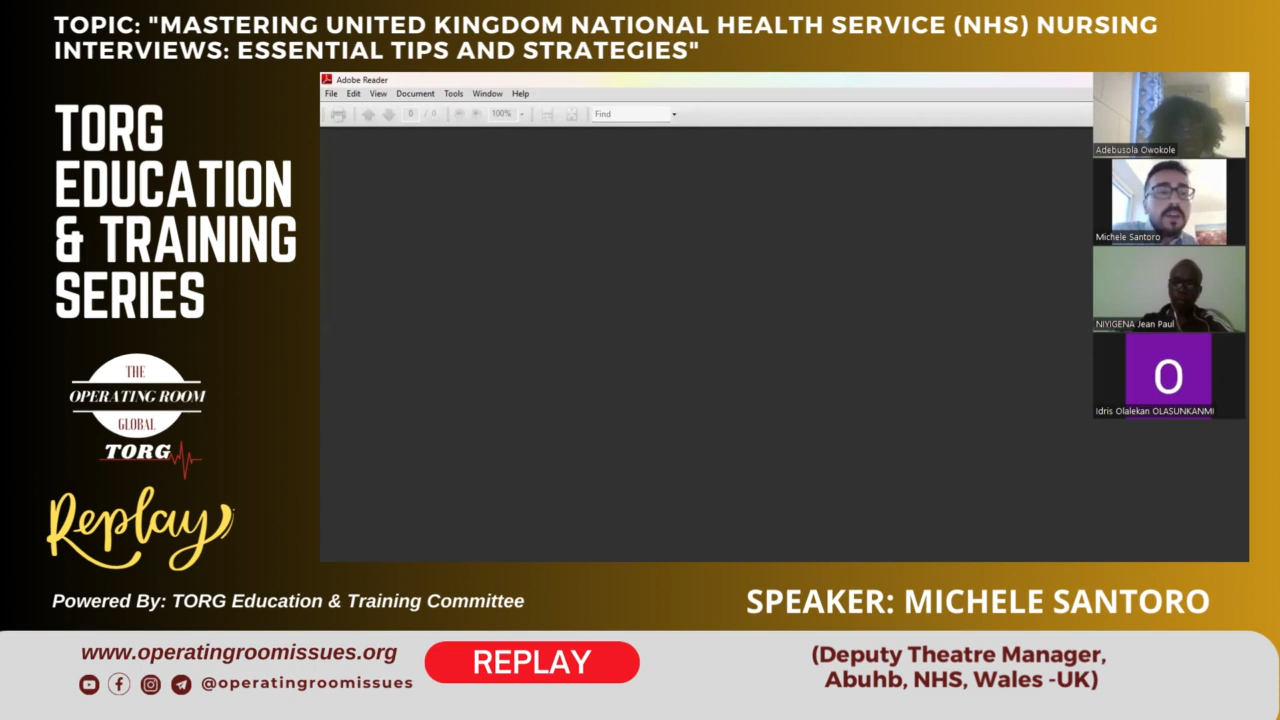 TOPIC: "MASTERING UNITED KINGDOM NATIONAL HEALTH SERVICE (NHS) NURSING
INTERVIEWS: ESSENTIAL TIPS AND STRATEGIES"
TORG
EDUCATION
& TRAINING
SERIES
THE
OPERATING ROOM
GLOBAL
TORG
Replay
Adobe Reader
File Edit View Document Tools Window Help
0 / 0 100% Find
Adebusola Owokole
Michele Santoro
NIYIGENA Jean Paul
O
Idris Olalekan OLASUNKANMI
Powered By: TORG Education & Training Committee
SPEAKER: MICHELE SANTORO
www.operatingroomissues.org
@operatingroomissues
REPLAY
(Deputy Theatre Manager,
Abuhb, NHS, Wales -UK)